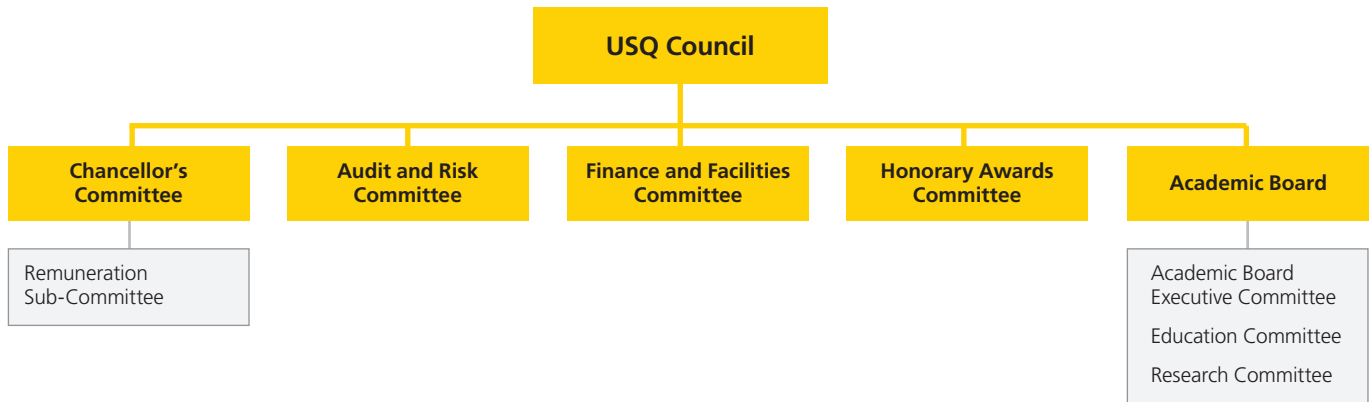 USQ Council
Chancellor's
Committee
Audit and Risk
Committee
Finance and Facilities
Committee
Honorary Awards
Committee
Academic Board
Remuneration
Sub-Committee
Academic Board
Executive Committee
Education Committee
Research Committee